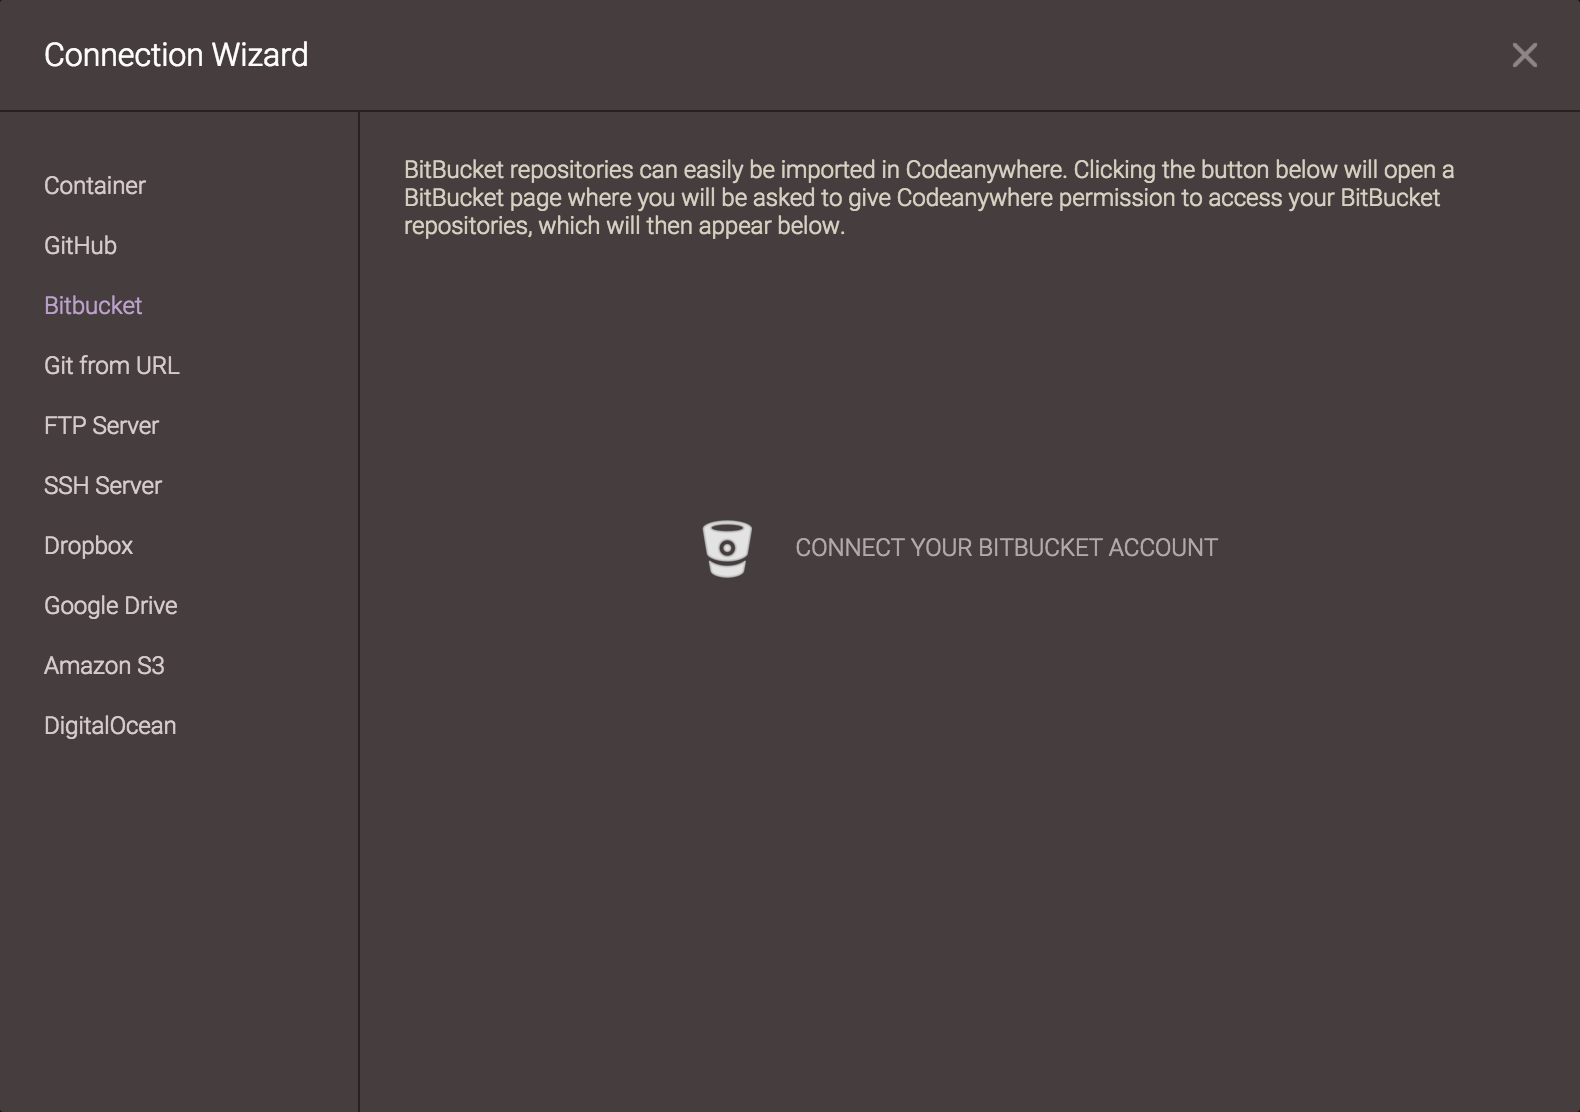 Connection Wizard
Container
GitHub
Bitbucket
Git from URL
FTP Server
SSH Server
Dropbox
Google Drive
Amazon S3
DigitalOcean
BitBucket repositories can easily be imported in Codeanywhere. Clicking the button below will open a
BitBucket page where you will be asked to give Codeanywhere permission to access your BitBucket
repositories, which will then appear below.
CONNECT YOUR BITBUCKET ACCOUNT